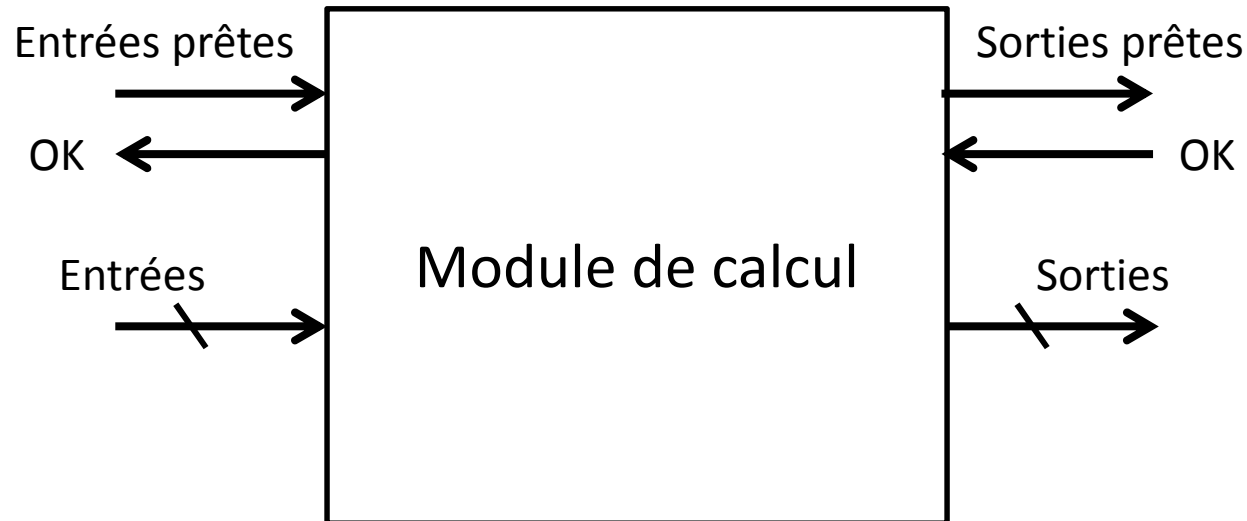 Entrées prêtes
Sorties prêtes
OK
OK
Module de calcul
Entrées
Sorties